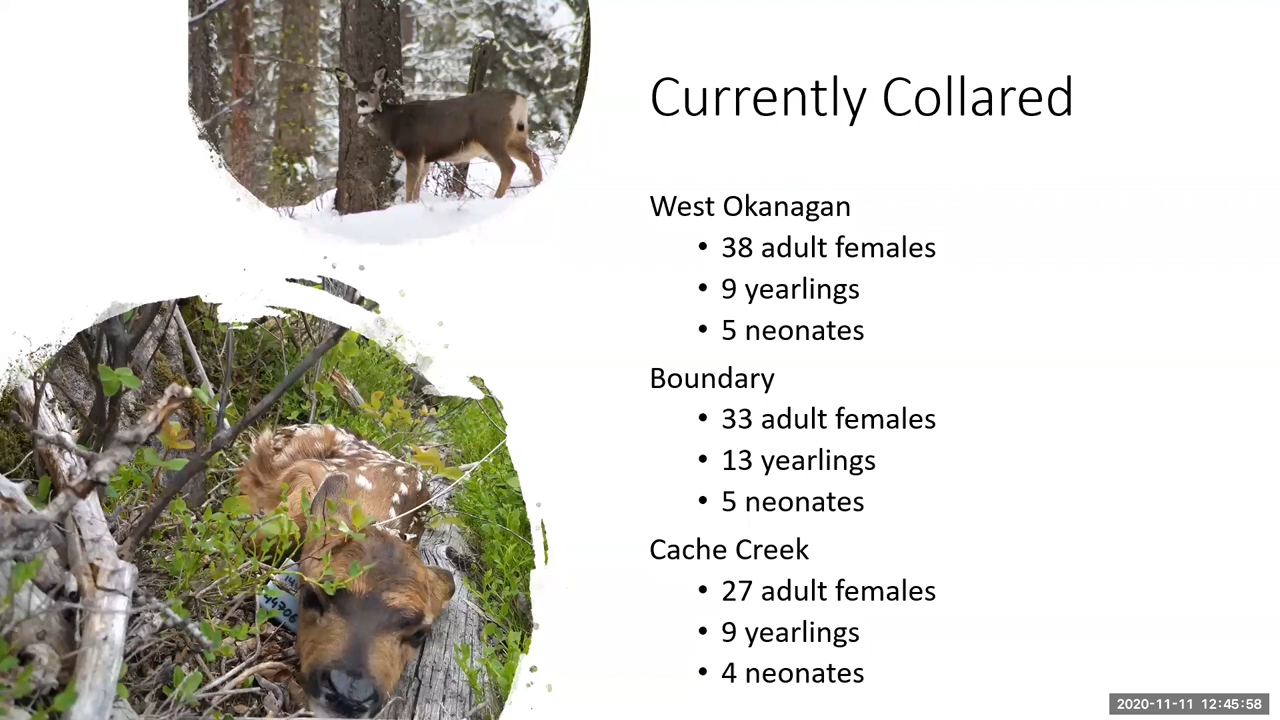 Currently Collared
West Okanagan
• 38 adult females
• 9 yearlings
• 5 neonates
Boundary
• 33 adult females
• 13 yearlings
• 5 neonates
Cache Creek
• 27 adult females
• 9 yearlings
• 4 neonates
2020-11-11 12:45:58